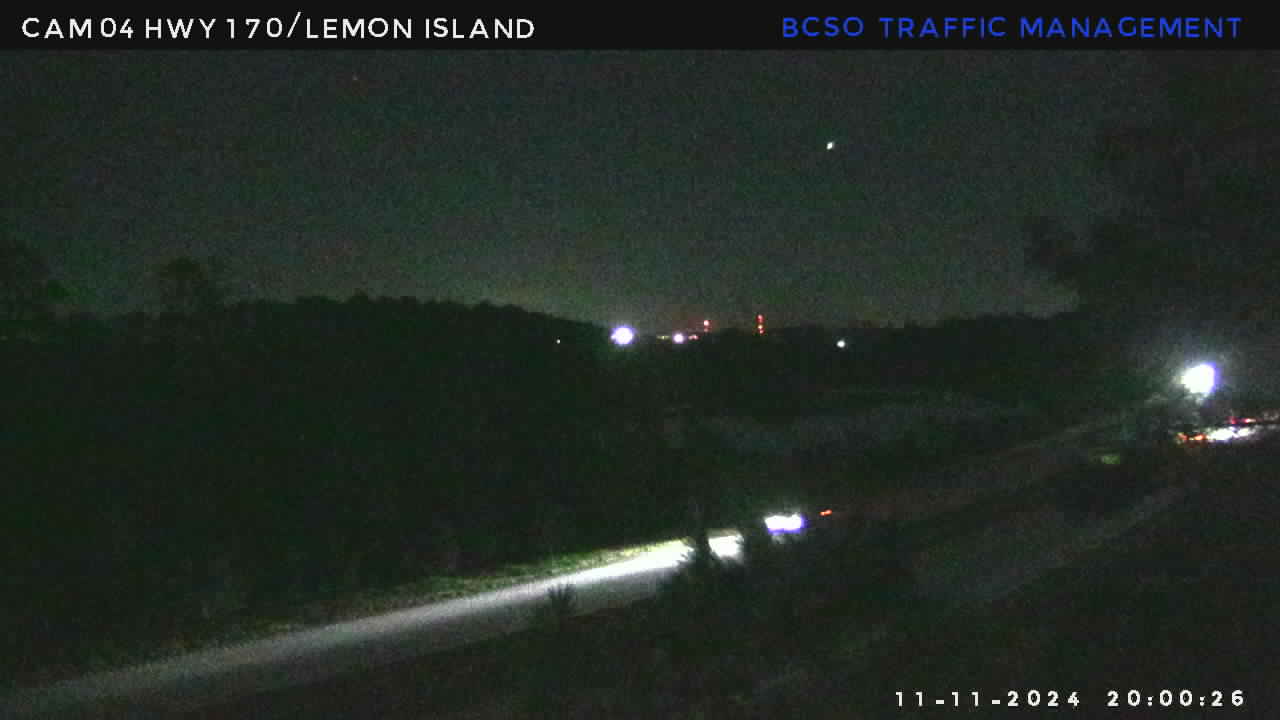 CAM04 HWY 170/LEMON ISLAND
BCSO TRAFFIC MANAGEMENT
11-11-2024 20:00:26